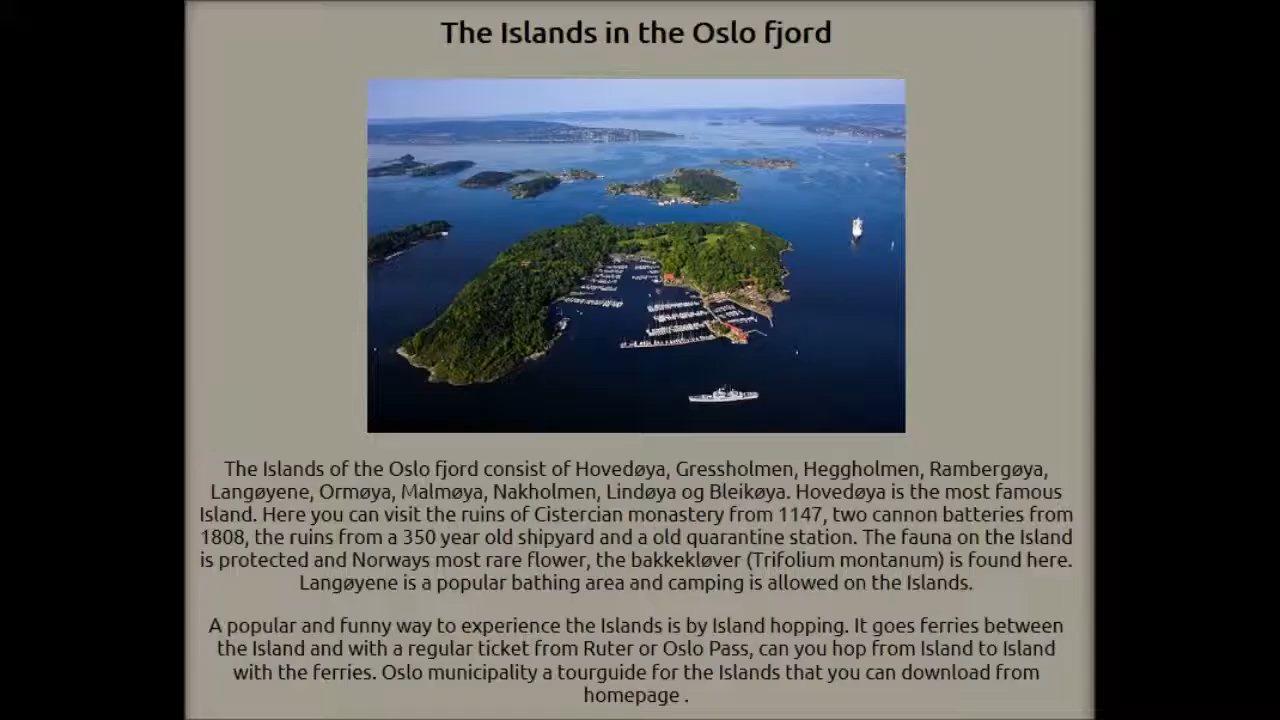 The Islands in the Oslo fjord
The Islands of the Oslo fjord consist of Hovedøya, Gressholmen, Heggholmen, Rambergøya,
Langøyene, Ormøya, Malmøya, Nakholmen, Lindøya og Bleikøya. Hovedøya is the most famous
Island. Here you can visit the ruins of Cistercian monastery from 1147, two cannon batteries from
1808, the ruins from a 350 year old shipyard and a old quarantine station. The fauna on the Island
is protected and Norways most rare flower, the bakkekløver (Trifolium montanum) is found here.
Langøyene is a popular bathing area and camping is allowed on the Islands.
A popular and funny way to experience the Islands is by Island hopping. It goes ferries between
the Island and with a regular ticket from Ruter or Oslo Pass, can you hop from Island to Island
with the ferries. Oslo municipality a tourguide for the Islands that you can download from
homepage .